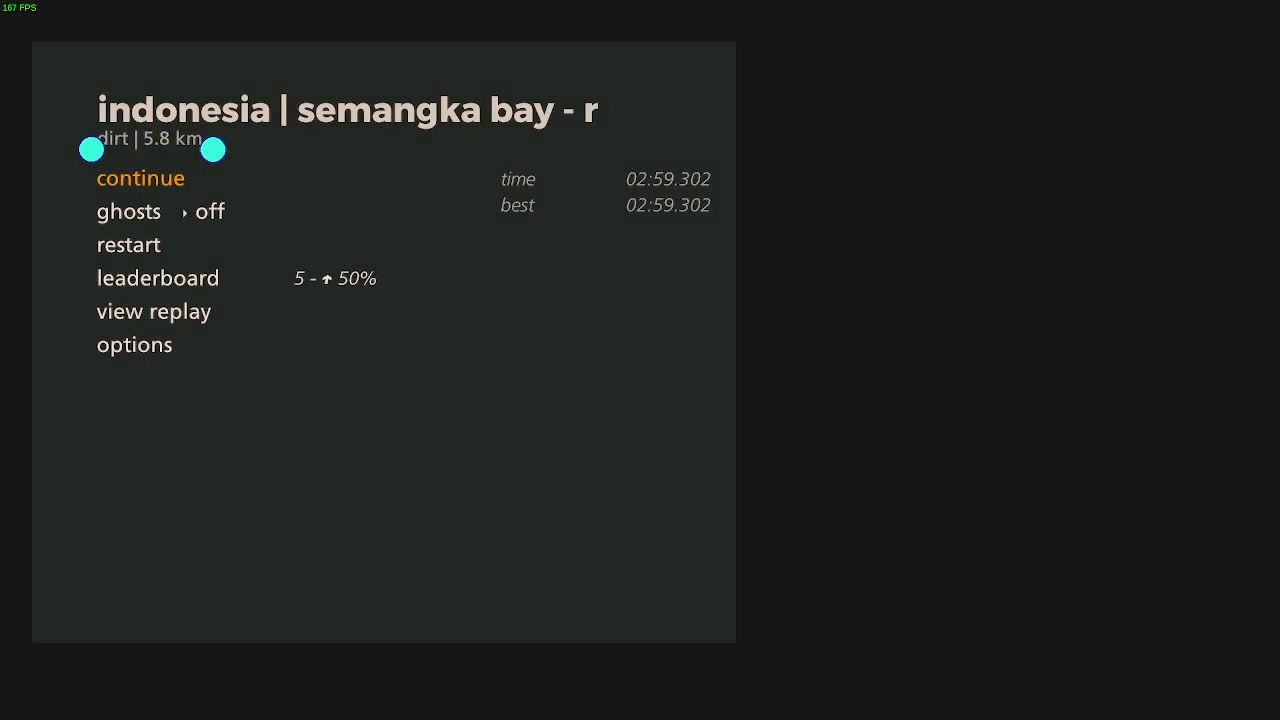 167 FPS
indonesia | semangka bay - r
dirt | 5.8 km
continue
time 02:59.302
best 02:59.302
ghosts off
restart
leaderboard 5 - ↑ 50%
view replay
options